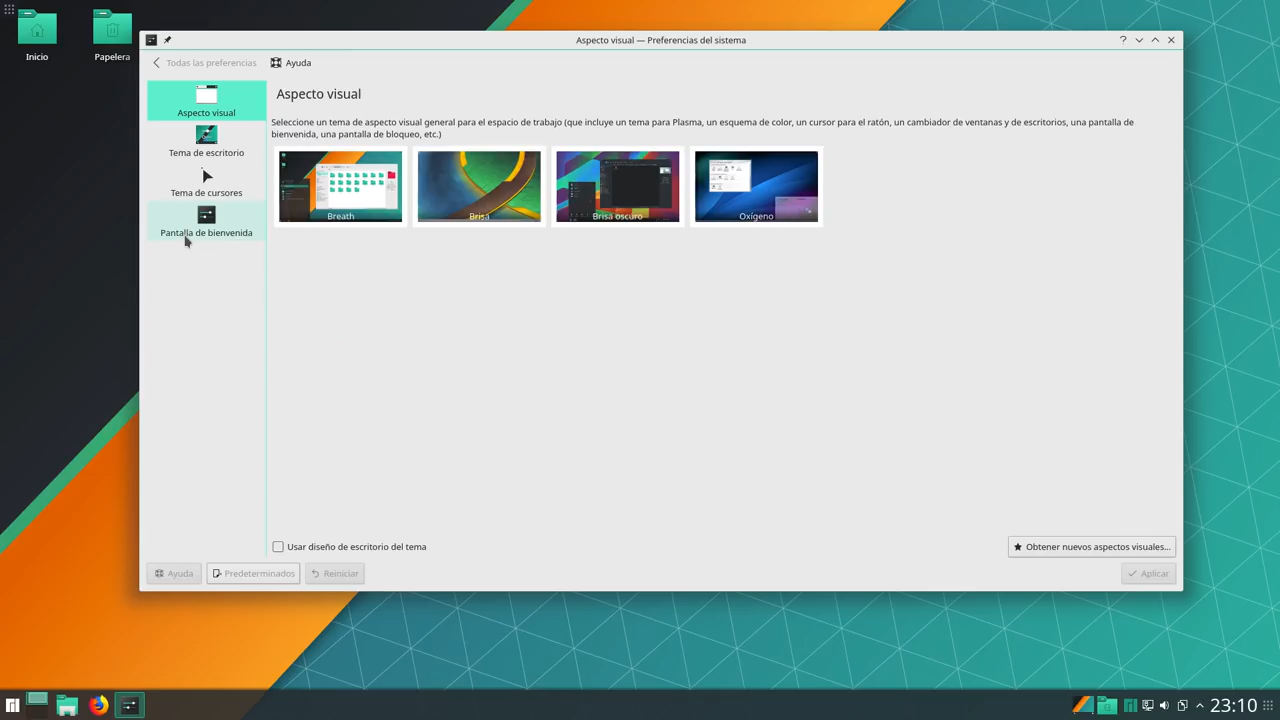 Inicio
Papelera
Aspecto visual — Preferencias del sistema
Todas las preferencias
Ayuda
Aspecto visual
Tema de escritorio
Tema de cursores
Pantalla de bienvenida
Aspecto visual
Seleccione un tema de aspecto visual general para el espacio de trabajo (que incluye un tema para Plasma, un esquema de color, un cursor para el ratón, un cambiador de ventanas y de escritorios, una pantalla de
bienvenida, una pantalla de bloqueo, etc.)
Breath
Brisa
Brisa oscuro
Oxígeno
Usar diseño de escritorio del tema
Obtener nuevos aspectos visuales...
Ayuda
Predeterminados
Reiniciar
Aplicar
23:10